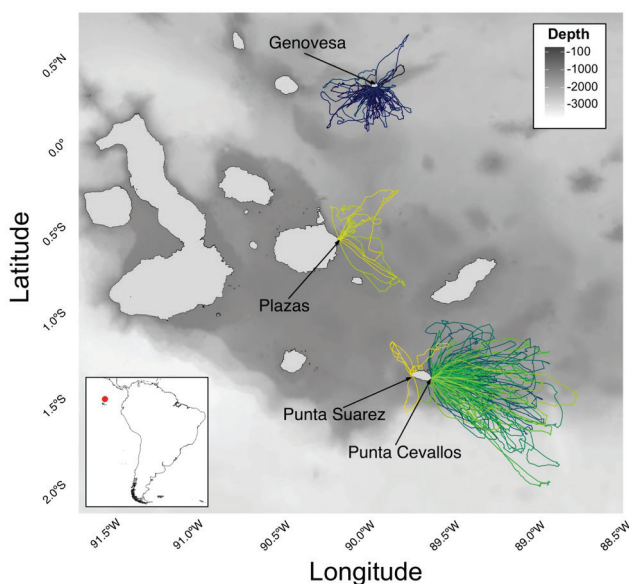 Genovesa
Depth
-100
-1000
-2000
-3000
0.5°N
0.0°
0.5°S
1.0°S
1.5°S
2.0°S
Latitude
Plazas
Punta Suarez
Punta Cevallos
91.5°W
91.0°W
90.5°W
90.0°W
89.5°W
89.0°W
88.5°W
Longitude